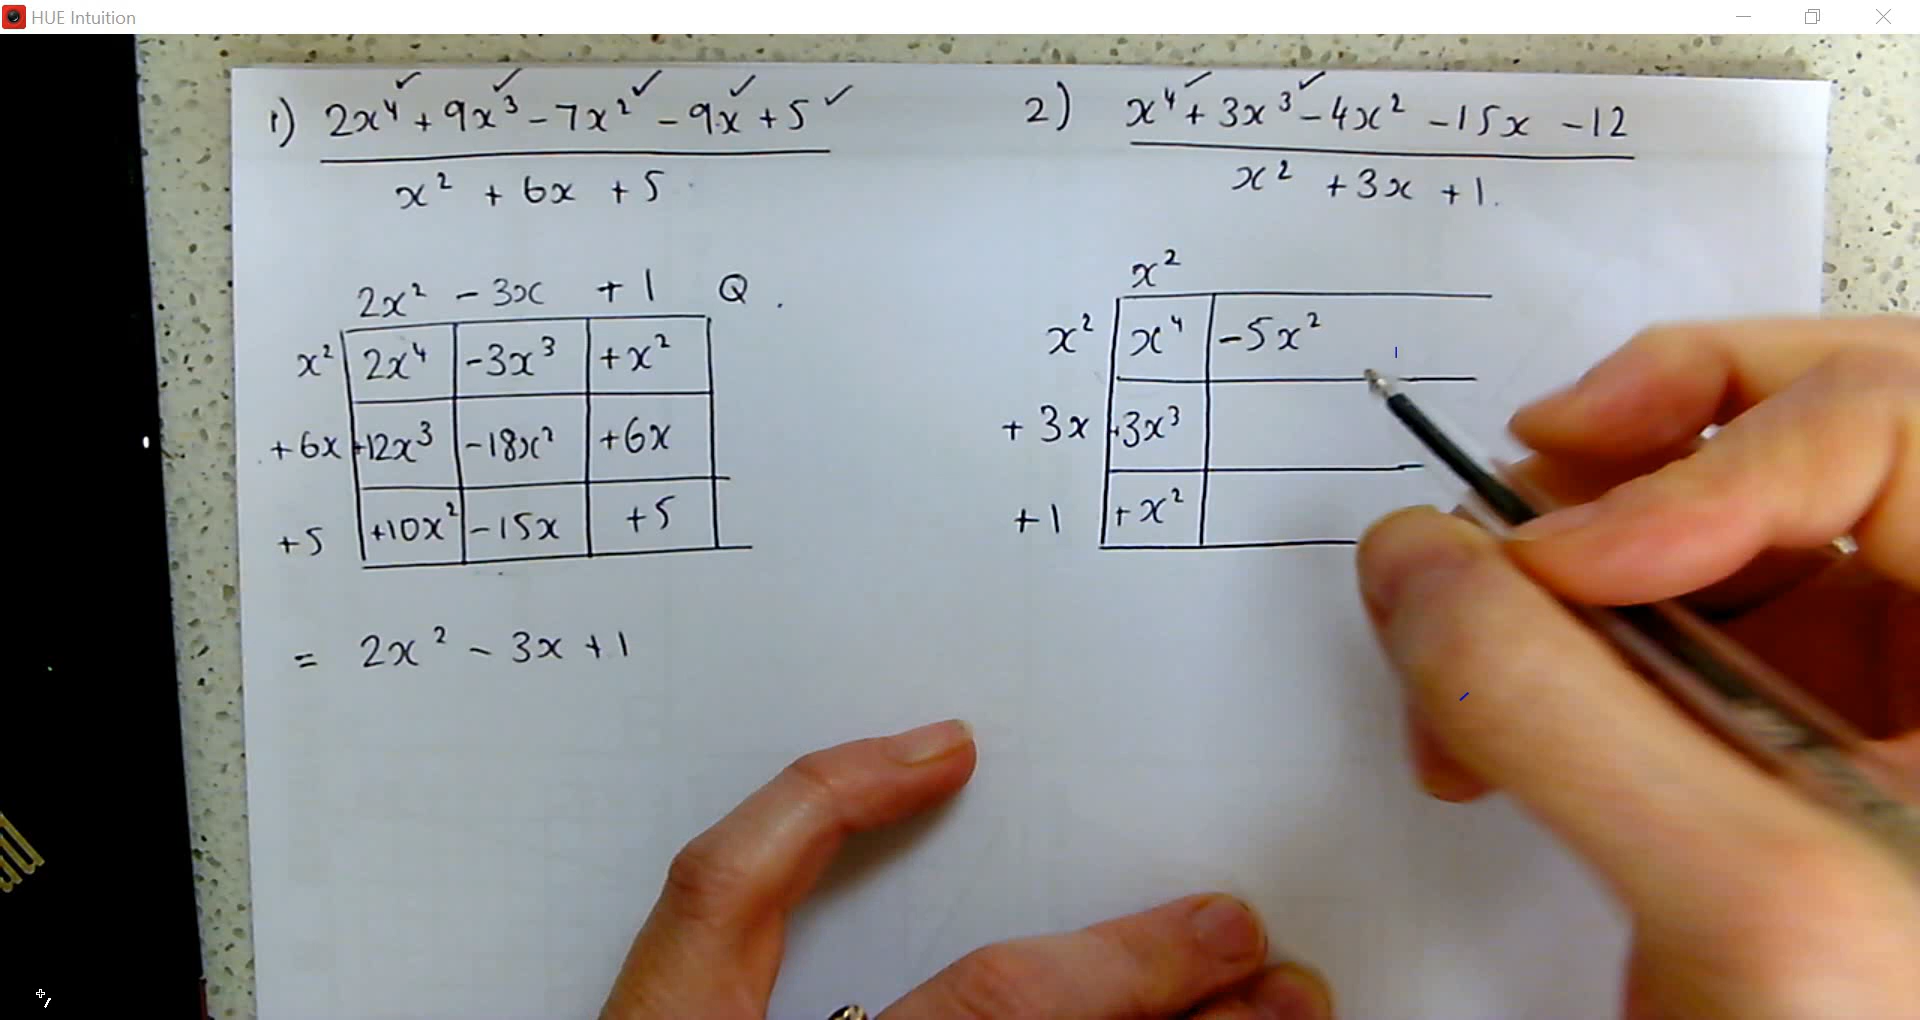 HUE Intuition
1) 2x⁴ + 9x³ - 7x² - 9x + 5
x² + 6x + 5
2x² - 3x + 1 Q .
x² 2x⁴ -3x³ +x²
+6x +12x³ -18x² +6x
+5 +10x² -15x +5
= 2x² - 3x + 1
2) x⁴ + 3x³ - 4x² - 15x - 12
x² + 3x + 1.
x²
x² x⁴ -5x²
+ 3x +3x³
+1 + x²